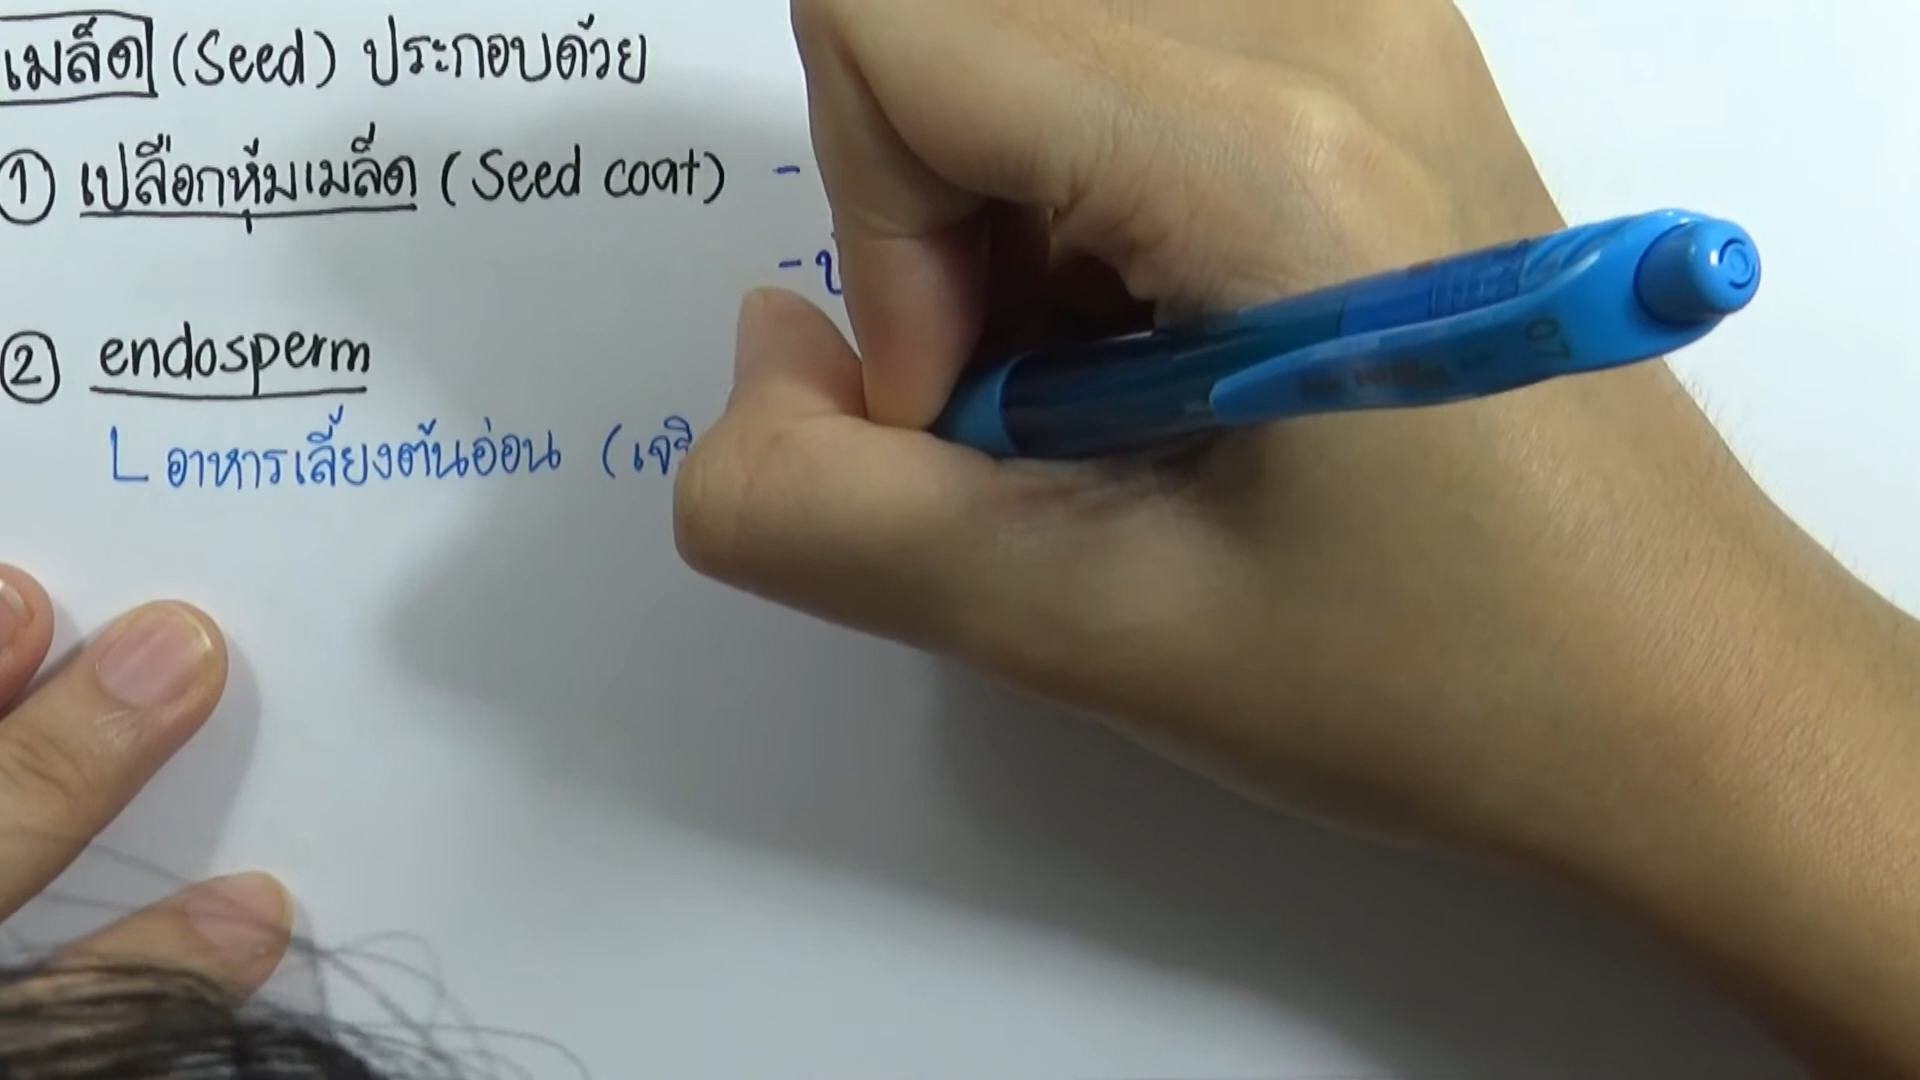 เมล็ด (Seed) ประกอบด้วย
① เปลือกหุ้มเมล็ด (Seed coat) -
-
② endosperm
└ อาหารเลี้ยงต้นอ่อน (